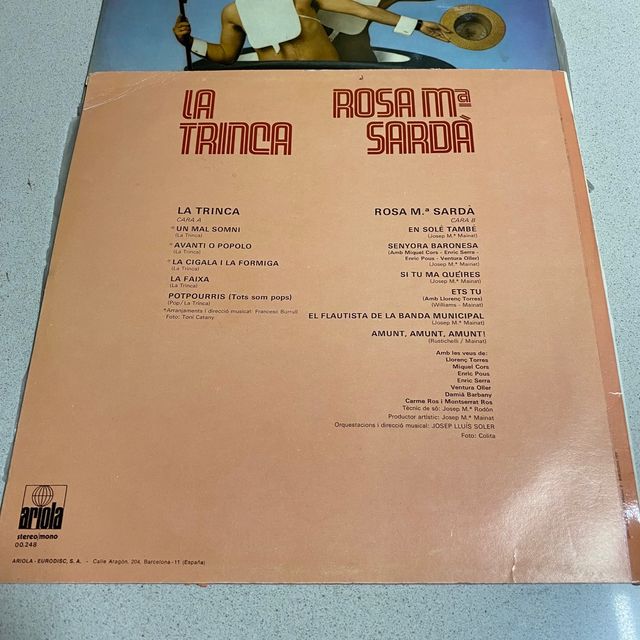 LA
TRINCA
ROSA Mª
SARDÀ
LA TRINCA
CARA A
*UN MAL SOMNI
(La Trinca)
*AVANTI O POPOLO
(La Trinca)
*LA CIGALA I LA FORMIGA
(La Trinca)
LA FAIXA
(La Trinca)
POTPOURRIS (Tots som pops)
(Pop/La Trinca)
*Arranjaments i direcció musical: Francesc Burrull
Foto: Toni Catany
ROSA M.ª SARDÀ
CARA B
EN SOLÉ TAMBÉ
(Josep M.ª Mainat)
SENYORA BARONESA
(Amb Miquel Cors - Enric Serra -
Enric Pous - Ventura Oller)
(Josep M.ª Mainat)
SI TU MA QUEIRES
(Josep M.ª Mainat)
ETS TU
(Amb Llorenç Torres)
(Williams - Mainat)
EL FLAUTISTA DE LA BANDA MUNICIPAL
(Josep M.ª Mainat)
AMUNT, AMUNT, AMUNT!
(Rustichelli / Mainat)
Amb les veus de:
Llorenç Torres
Miquel Cors
Enric Pous
Enric Serra
Ventura Oller
Damià Barbany
Carme Ros i Montserrat Ros
Tècnic de só: Josep M.ª Rodón
Productor artístic: Josep M.ª Mainat
Orquestacions i direcció musical: JOSEP LLUÍS SOLER
Foto: Colita
ariola
stereo/mono
00.248
ARIOLA - EURODISC, S. A. - Calle Aragón, 204, Barcelona - 11 (España)